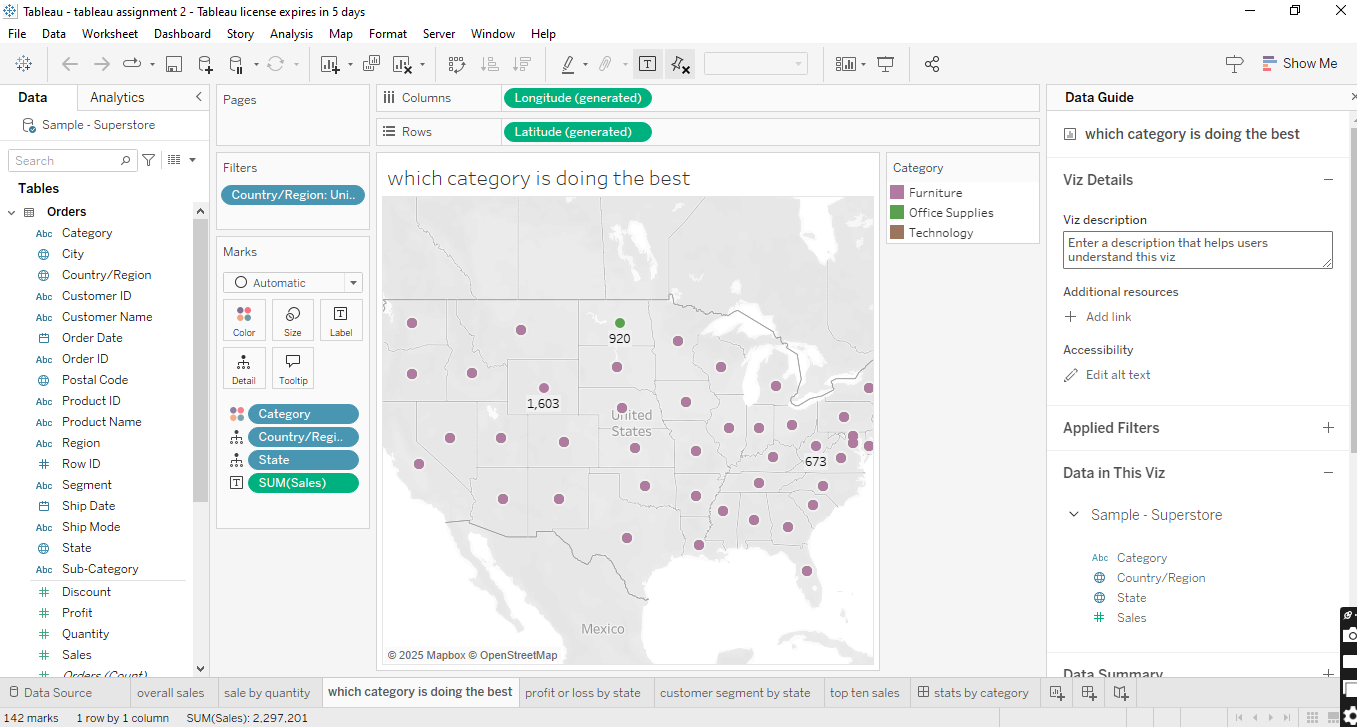 Tableau - tableau assignment 2 - Tableau license expires in 5 days
File Data Worksheet Dashboard Story Analysis Map Format Server Window Help
Show Me
Data Analytics
Sample - Superstore
Search
Tables
Orders
Abc Category
City
Country/Region
Abc Customer ID
Abc Customer Name
Order Date
Abc Order ID
Postal Code
Abc Product ID
Abc Product Name
Abc Region
# Row ID
Abc Segment
Ship Date
Abc Ship Mode
State
Abc Sub-Category
# Discount
# Profit
# Quantity
# Sales
# Orders (Count)
Pages
Filters
Country/Region: Uni..
Marks
Automatic
Color Size Label
Detail Tooltip
Category
Country/Regi..
State
SUM(Sales)
Columns Longitude (generated)
Rows Latitude (generated)
which category is doing the best
920
1,603
United
States
673
Mexico
© 2025 Mapbox © OpenStreetMap
Category
Furniture
Office Supplies
Technology
Data Guide
which category is doing the best
Viz Details
Viz description
Enter a description that helps users
understand this viz
Additional resources
Add link
Accessibility
Edit alt text
Applied Filters
Data in This Viz
Sample - Superstore
Abc Category
Country/Region
State
# Sales
Data Summary
Data Source overall sales sale by quantity which category is doing the best profit or loss by state customer segment by state top ten sales stats by category
142 marks 1 row by 1 column SUM(Sales): 2,297,201